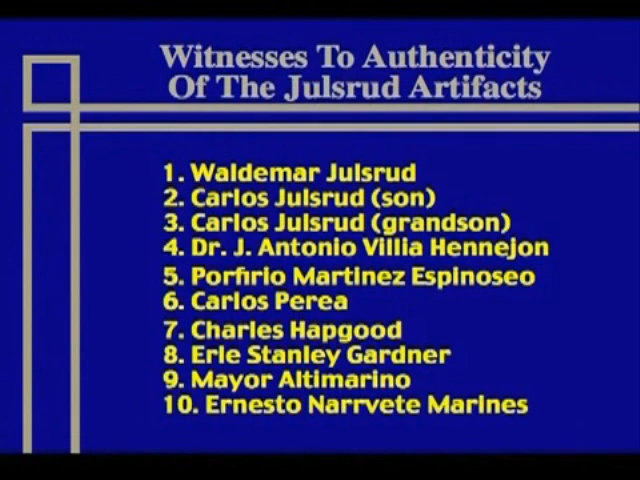 Witnesses To Authenticity
Of The Julsrud Artifacts
1. Waldemar Julsrud
2. Carlos Julsrud (son)
3. Carlos Julsrud (grandson)
4. Dr. J. Antonio Villia Hennejon
5. Porfirio Martinez Espinoseo
6. Carlos Perea
7. Charles Hapgood
8. Erle Stanley Gardner
9. Mayor Altimarino
10. Ernesto Narrvete Marines